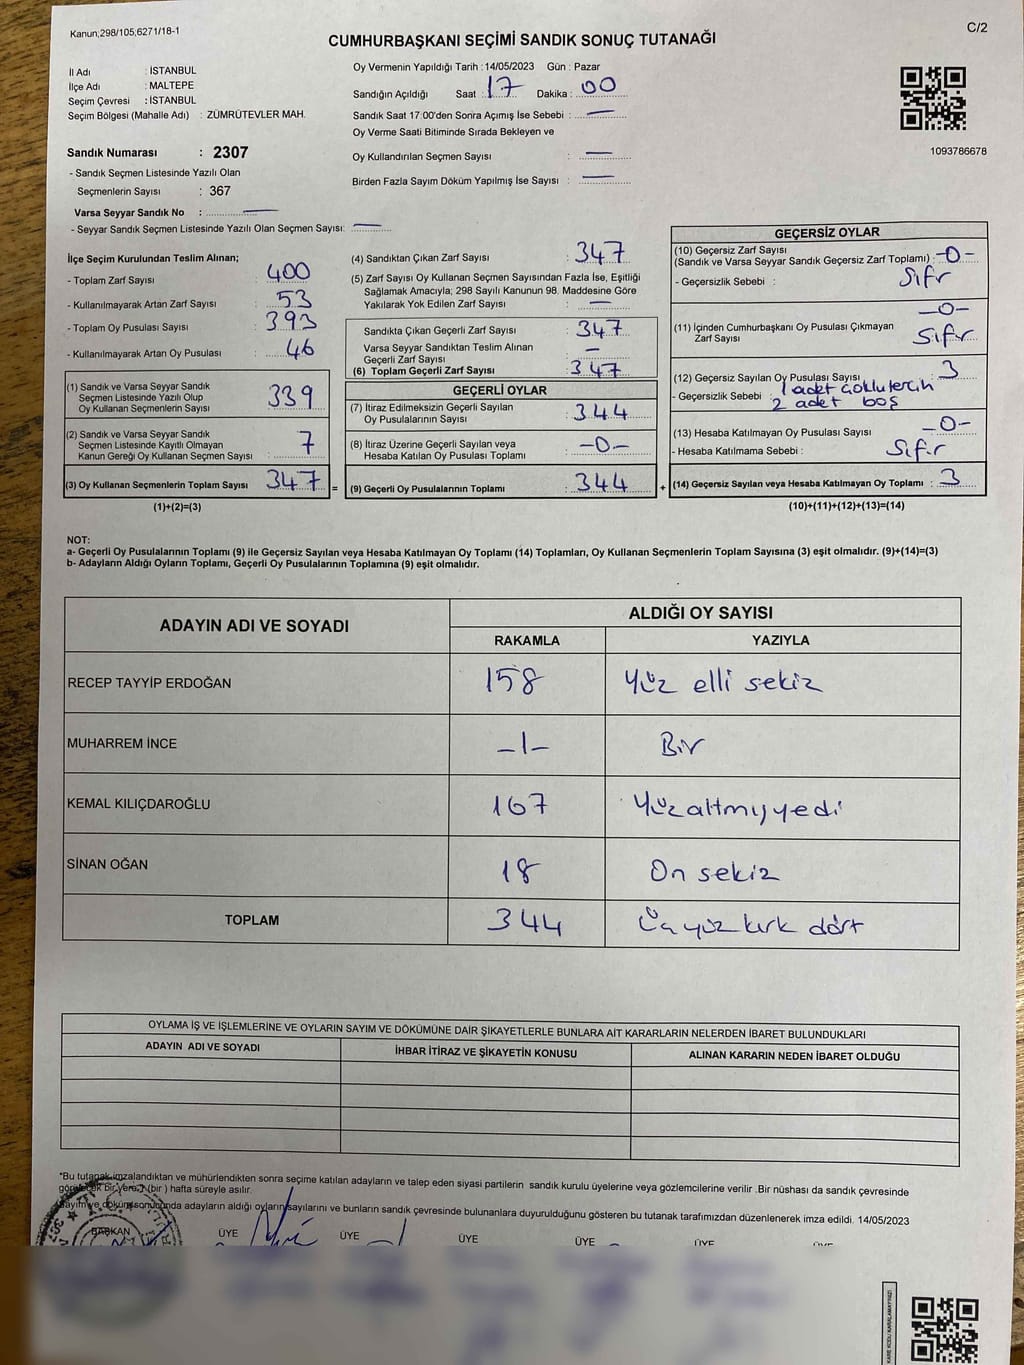 Kanun;298/105;6271/18-1
C/2
CUMHURBAŞKANI SEÇİMİ SANDIK SONUÇ TUTANAĞI
İl Adı : İSTANBUL
İlçe Adı : MALTEPE
Seçim Çevresi : İSTANBUL
Seçim Bölgesi (Mahalle Adı) : ZÜMRÜTEVLER MAH.
Sandık Numarası : 2307
- Sandık Seçmen Listesinde Yazılı Olan
Seçmenlerin Sayısı : 367
Varsa Seyyar Sandık No : —
- Seyyar Sandık Seçmen Listesinde Yazılı Olan Seçmen Sayısı: —
Oy Vermenin Yapıldığı Tarih : 14/05/2023 Gün : Pazar
Sandığın Açıldığı Saat : 17 Dakika : 00
Sandık Saat 17:00'den Sonra Açımış İse Sebebi : —
Oy Verme Saati Bitiminde Sırada Bekleyen ve
Oy Kullandırılan Seçmen Sayısı : —
Birden Fazla Sayım Döküm Yapılmış İse Sayısı : —
1093786678
İlçe Seçim Kurulundan Teslim Alınan;
- Toplam Zarf Sayısı : 400
- Kullanılmayarak Artan Zarf Sayısı : 53
- Toplam Oy Pusulası Sayısı : 393
- Kullanılmayarak Artan Oy Pusulası : 46
(1) Sandık ve Varsa Seyyar Sandık
Seçmen Listesinde Yazılı Olup
Oy Kullanan Seçmenlerin Sayısı : 339
(2) Sandık ve Varsa Seyyar Sandık
Seçmen Listesinde Kayıtlı Olmayan
Kanun Gereği Oy Kullanan Seçmen Sayısı : 7
(3) Oy Kullanan Seçmenlerin Toplam Sayısı : 347 =
(1)+(2)=(3)
(4) Sandıktan Çıkan Zarf Sayısı : 347
(5) Zarf Sayısı Oy Kullanan Seçmen Sayısından Fazla İse, Eşitliği
Sağlamak Amacıyla; 298 Sayılı Kanunun 98. Maddesine Göre
Yakılarak Yok Edilen Zarf Sayısı : —
Sandıkta Çıkan Geçerli Zarf Sayısı : 347
Varsa Seyyar Sandıktan Teslim Alınan
Geçerli Zarf Sayısı : —
(6) Toplam Geçerli Zarf Sayısı : 347
GEÇERLİ OYLAR
(7) İtiraz Edilmeksizin Geçerli Sayılan
Oy Pusulalarının Sayısı : 344
(8) İtiraz Üzerine Geçerli Sayılan veya
Hesaba Katılan Oy Pusulası Toplamı : -0-
(9) Geçerli Oy Pusulalarının Toplamı : 344 +
GEÇERSİZ OYLAR
(10) Geçersiz Zarf Sayısı
(Sandık ve Varsa Seyyar Sandık Geçersiz Zarf Toplamı) : -0-
- Geçersizlik Sebebi : Sıfır
(11) İçinden Cumhurbaşkanı Oy Pusulası Çıkmayan -0-
Zarf Sayısı : Sıfır
(12) Geçersiz Sayılan Oy Pusulası Sayısı : 3
- Geçersizlik Sebebi : 1 adet çoklu tercih
2 adet boş
(13) Hesaba Katılmayan Oy Pusulası Sayısı : -0-
- Hesaba Katılmama Sebebi : Sıfır
(14) Geçersiz Sayılan veya Hesaba Katılmayan Oy Toplamı : 3
(10)+(11)+(12)+(13)=(14)
NOT:
a- Geçerli Oy Pusulalarının Toplamı (9) ile Geçersiz Sayılan veya Hesaba Katılmayan Oy Toplamı (14) Toplamları, Oy Kullanan Seçmenlerin Toplam Sayısına (3) eşit olmalıdır. (9)+(14)=(3)
b- Adayların Aldığı Oyların Toplamı, Geçerli Oy Pusulalarının Toplamına (9) eşit olmalıdır.
ADAYIN ADI VE SOYADI
ALDIĞI OY SAYISI
RAKAMLA YAZIYLA
RECEP TAYYİP ERDOĞAN 158 Yüz elli sekiz
MUHARREM İNCE -1- Bir
KEMAL KILIÇDAROĞLU 167 Yüz altmış yedi
SİNAN OĞAN 18 On sekiz
TOPLAM 344 Üç yüz kırk dört
OYLAMA İŞ VE İŞLEMLERİNE VE OYLARIN SAYIM VE DÖKÜMÜNE DAİR ŞİKAYETLERLE BUNLARA AİT KARARLARIN NELERDEN İBARET BULUNDUKLARI
ADAYIN ADI VE SOYADI İHBAR İTİRAZ VE ŞİKAYETİN KONUSU ALINAN KARARIN NEDEN İBARET OLDUĞU
*Bu tutanak imzalandıktan ve mühürlendikten sonra seçime katılan adayların ve talep eden siyasi partilerin sandık kurulu üyelerine veya gözlemcilerine verilir .Bir nüshası da sandık çevresinde
görülecek bir yere 1 (bir ) hafta süreyle asılır.
Sayım ve döküm sonucunda adayların aldığı oyların sayılarını ve bunların sandık çevresinde bulunanlara duyurulduğunu gösteren bu tutanak tarafımızdan düzenlenerek imza edildi. 14/05/2023
BAŞKAN ÜYE ÜYE ÜYE ÜYE ÜYE ÜYE